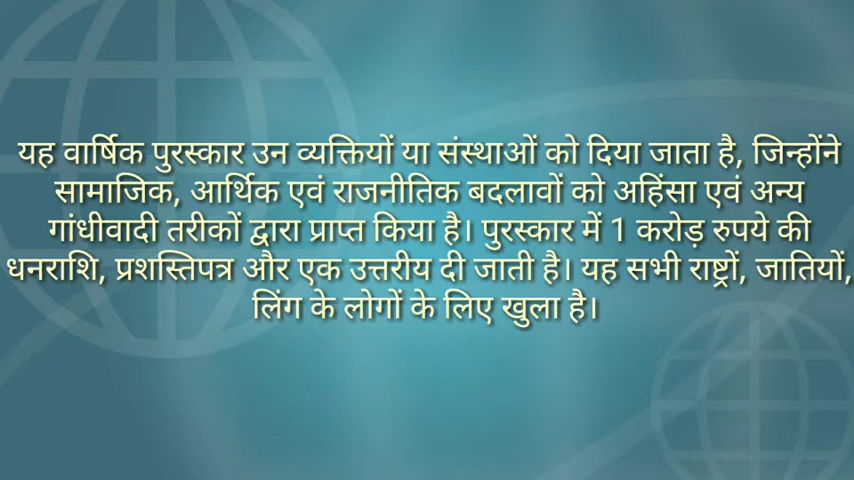 यह वार्षिक पुरस्कार उन व्यक्तियों या संस्थाओं को दिया जाता है, जिन्होंने
सामाजिक, आर्थिक एवं राजनीतिक बदलावों को अहिंसा एवं अन्य
गांधीवादी तरीकों द्वारा प्राप्त किया है। पुरस्कार में 1 करोड़ रुपये की
धनराशि, प्रशस्तिपत्र और एक उत्तरीय दी जाती है। यह सभी राष्ट्रों, जातियों,
लिंग के लोगों के लिए खुला है।